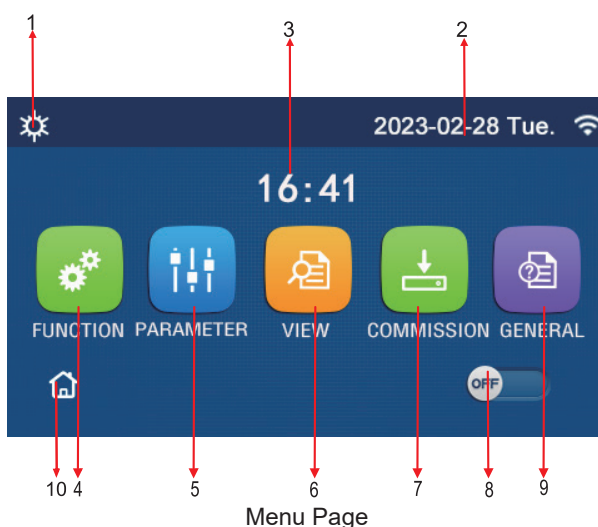 1 3 2
2023-02-28 Tue.
16:41
FUNCTION PARAMETER VIEW COMMISSION GENERAL
OFF
10 4 5 6 7 8 9
Menu Page